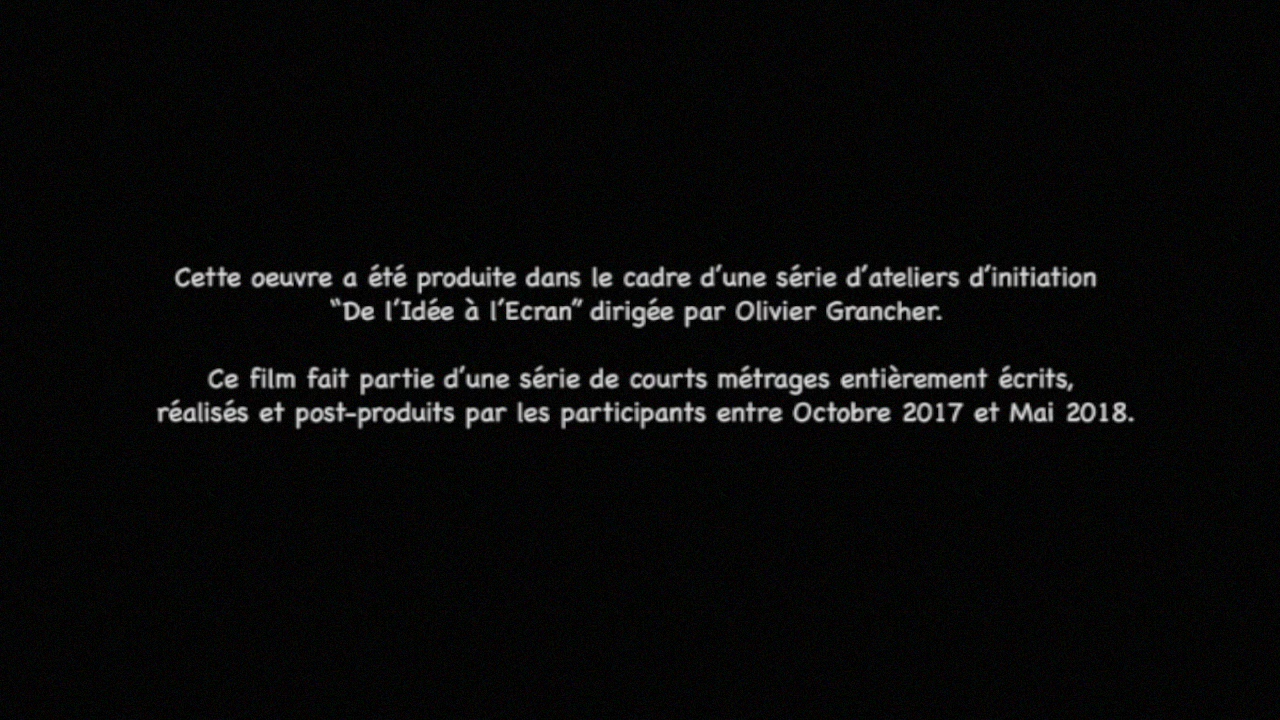 Cette oeuvre a été produite dans le cadre d'une série d'ateliers d'initiation
“De l'Idée à l'Ecran” dirigée par Olivier Grancher.
Ce film fait partie d'une série de courts métrages entièrement écrits,
réalisés et post-produits par les participants entre Octobre 2017 et Mai 2018.